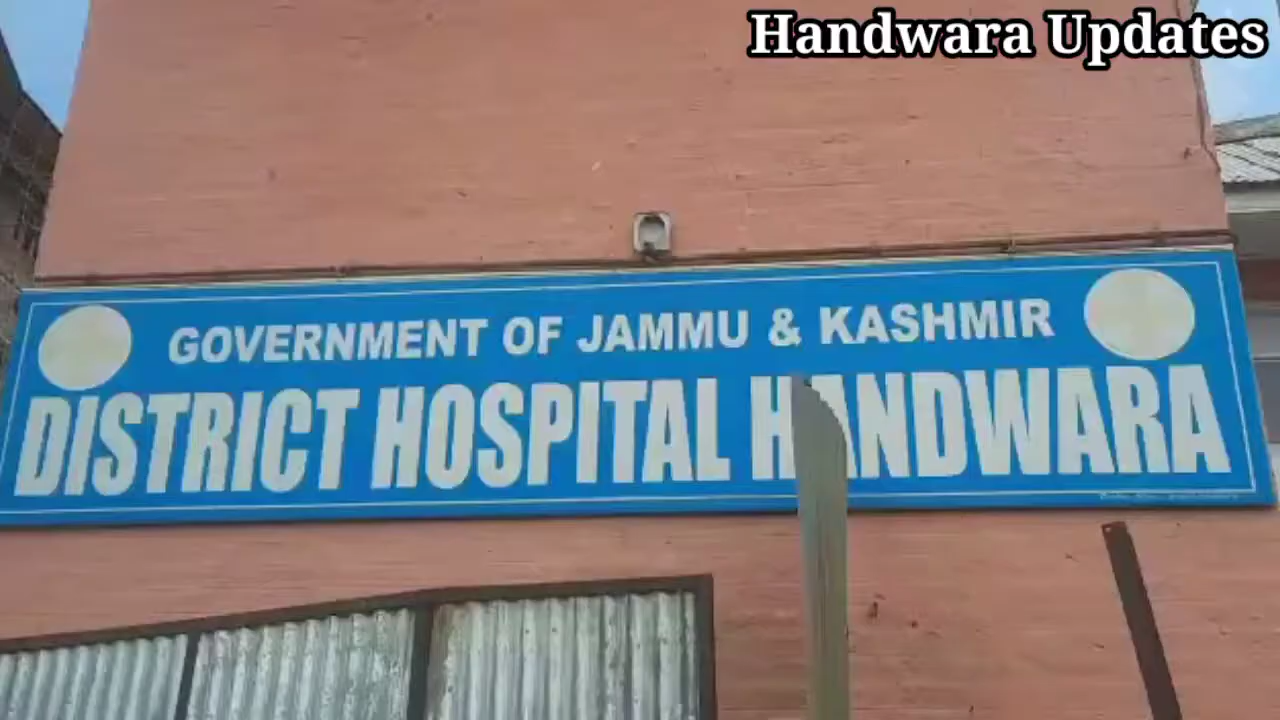 Handwara Updates
GOVERNMENT OF JAMMU & KASHMIR
DISTRICT HOSPITAL HANDWARA